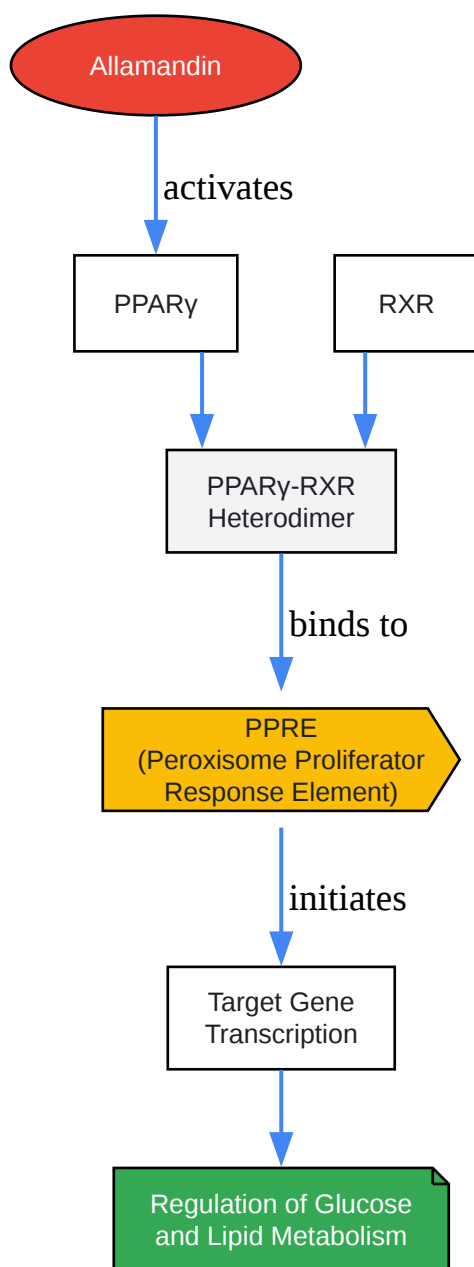 Allamandin
activates
PPARγ
RXR
PPARγ-RXR
Heterodimer
binds to
PPRE
(Peroxisome Proliferator
Response Element)
initiates
Target Gene
Transcription
Regulation of Glucose
and Lipid Metabolism